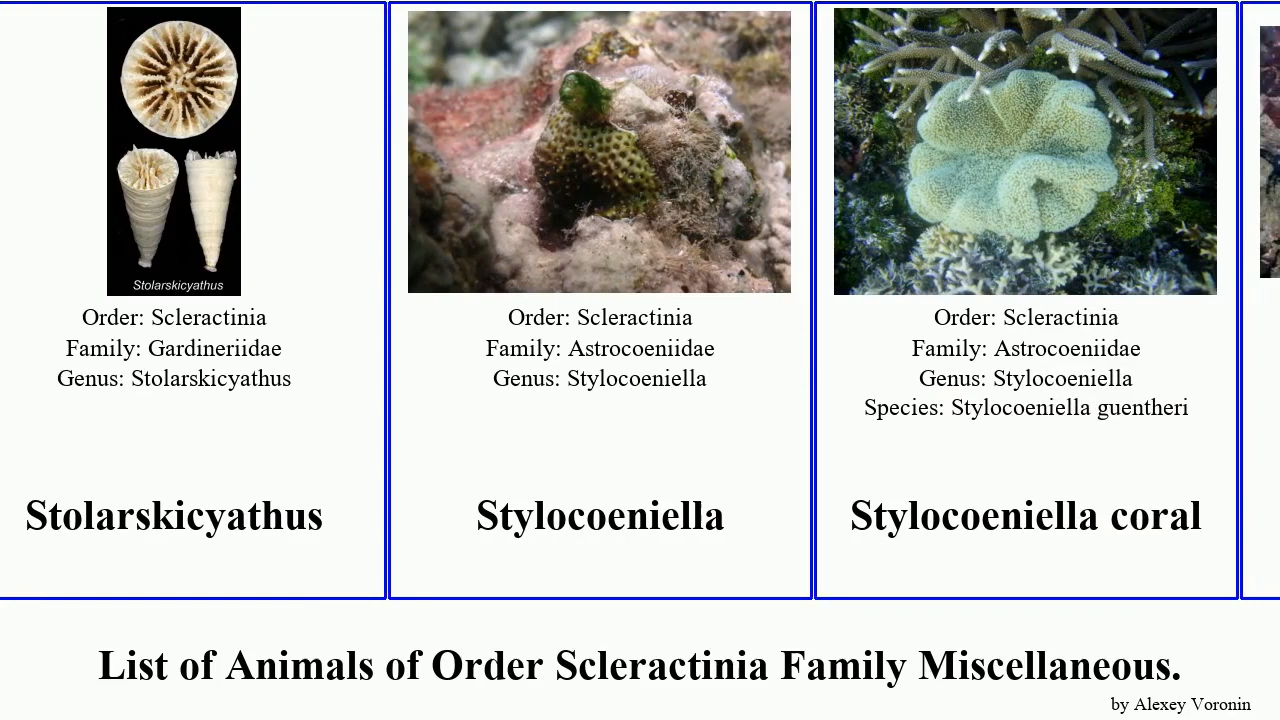 Stolarskicyathus
Order: Scleractinia
Family: Gardineriidae
Genus: Stolarskicyathus
Stolarskicyathus
Order: Scleractinia
Family: Astrocoeniidae
Genus: Stylocoeniella
Stylocoeniella
Order: Scleractinia
Family: Astrocoeniidae
Genus: Stylocoeniella
Species: Stylocoeniella guentheri
Stylocoeniella coral
List of Animals of Order Scleractinia Family Miscellaneous.
by Alexey Voronin